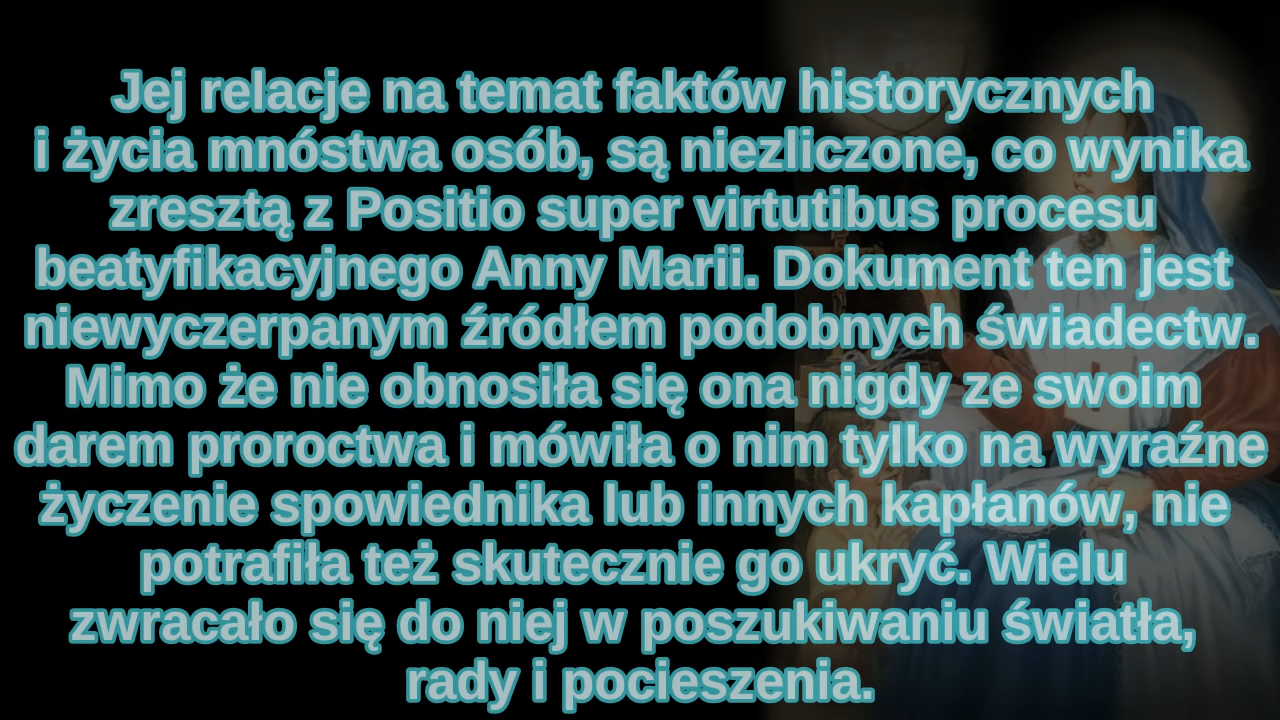 Jej relacje na temat faktów historycznych
i życia mnóstwa osób, są niezliczone, co wynika
zresztą z Positio super virtutibus procesu
beatyfikacyjnego Anny Marii. Dokument ten jest
niewyczerpanym źródłem podobnych świadectw.
Mimo że nie obnosiła się ona nigdy ze swoim
darem proroctwa i mówiła o nim tylko na wyraźne
życzenie spowiednika lub innych kapłanów, nie
potrafiła też skutecznie go ukryć. Wielu
zwracało się do niej w poszukiwaniu światła,
rady i pocieszenia.